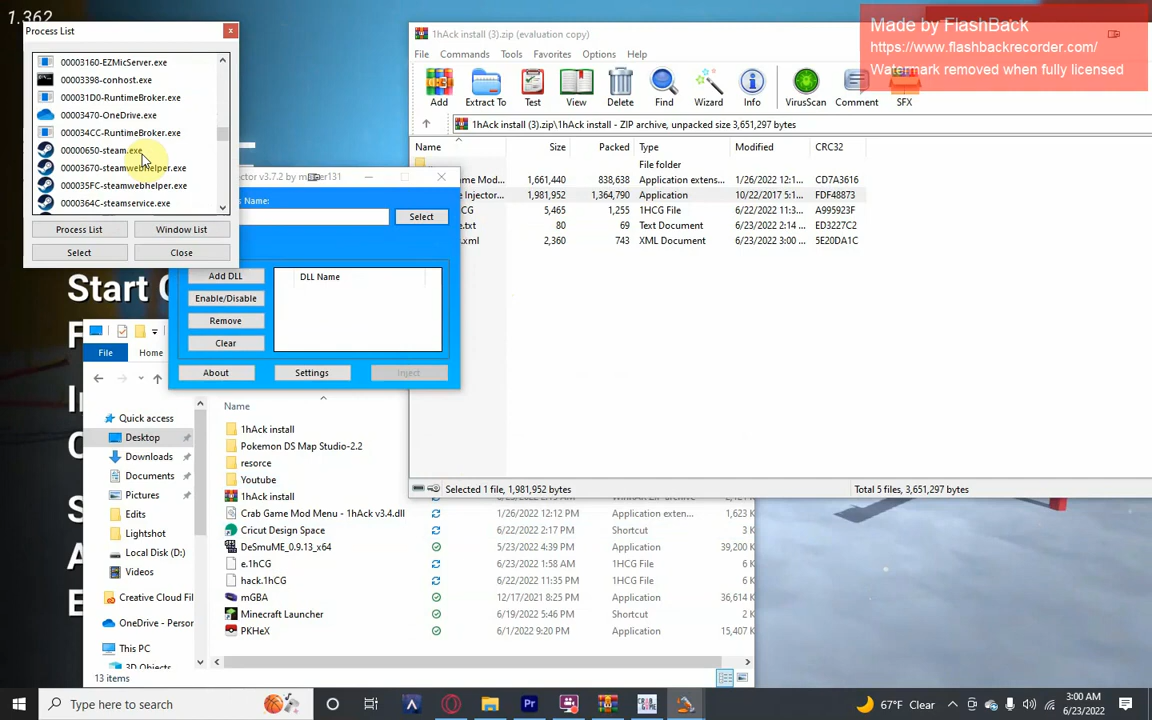 1.362
Process List
00003160-EZMicServer.exe
00003398-conhost.exe
000031D0-RuntimeBroker.exe
00003470-OneDrive.exe
000034CC-RuntimeBroker.exe
00000650-steam.exe
00003670-steamwebhelper.exe
000035FC-steamwebhelper.exe
0000364C-steamservice.exe
Process List
Window List
Select
Close
ector v3.7.2 by master131
s Name:
Select
Add DLL
DLL Name
Enable/Disable
Remove
Clear
About
Settings
Inject
Start
1hAck install (3).zip (evaluation copy)
File Commands Tools Favorites Options Help
Add Extract To Test View Delete Find Wizard Info VirusScan Comment SFX
1hAck install (3).zip\1hAck install - ZIP archive, unpacked size 3,651,297 bytes
Name Size Packed Type Modified CRC32
File folder
1,661,440 838,638 Application extens... 1/26/2022 12:1... CD7A3616
e Injector... 1,981,952 1,364,790 Application 10/22/2017 5:1... FDF48873
CG 5,465 1,255 1HCG File 6/22/2022 11:3... A995923F
e.txt 80 69 Text Document 6/23/2022 2:14 ... ED3227C2
.xml 2,360 743 XML Document 6/23/2022 3:00 ... 5E20DA1C
Selected 1 file, 1,981,952 bytes
Total 5 files, 3,651,297 bytes
Made by FlashBack
https://www.flashbackrecorder.com/
Watermark removed when fully licensed
File Home
Quick access
Desktop
Downloads
Documents
Pictures
Edits
Lightshot
Local Disk (D:)
Videos
Creative Cloud Fil
OneDrive - Person
This PC
3D Objects
Name
1hAck install
Pokemon DS Map Studio-2.2
resorce
Youtube
1hAck install
Crab Game Mod Menu - 1hAck v3.4.dll 1/26/2022 12:12 PM Application exten... 1,623 K
Cricut Design Space 6/22/2022 2:17 PM Shortcut 3 K
DeSmuME_0.9.13_x64 5/23/2022 4:39 PM Application 39,200 K
e.1hCG 6/23/2022 1:58 AM 1HCG File 6 K
hack.1hCG 6/22/2022 11:35 PM 1HCG File 6 K
mGBA 12/17/2021 8:25 PM Application 36,614 K
Minecraft Launcher 6/19/2022 5:46 PM Shortcut 2 K
PKHeX 6/1/2022 9:20 PM Application 15,407 K
13 items
Type here to search
67°F Clear
3:00 AM
6/23/2022